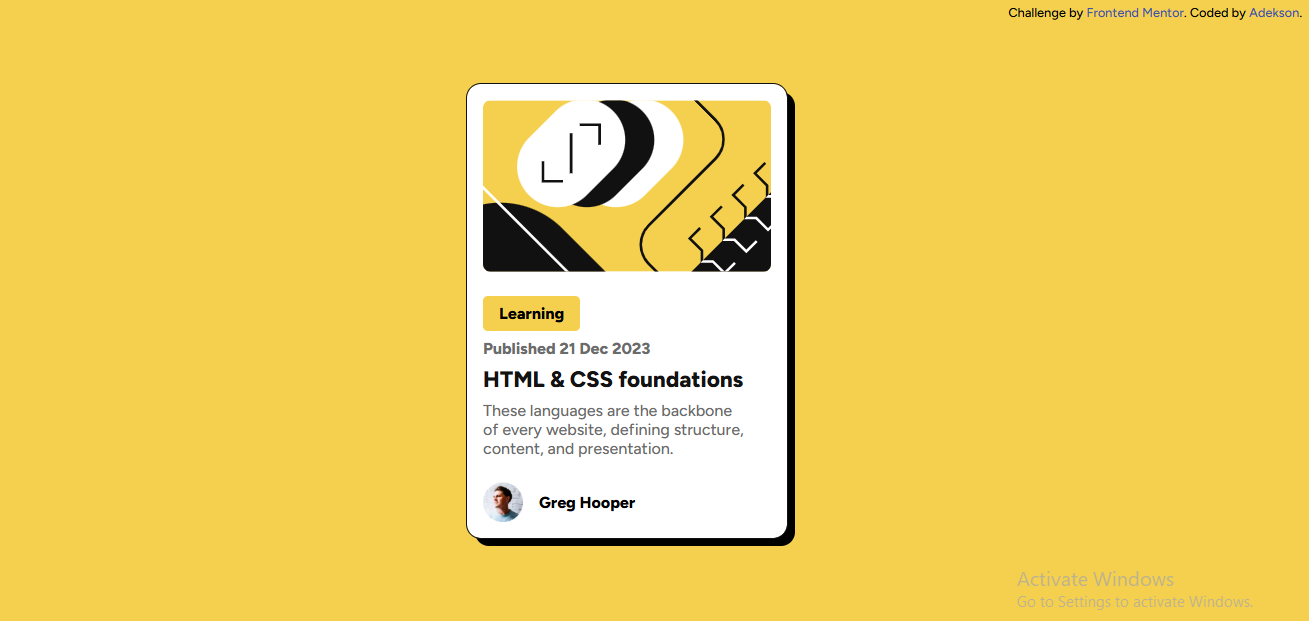 Challenge by Frontend Mentor. Coded by Adekson.
Learning
Published 21 Dec 2023
HTML & CSS foundations
These languages are the backbone
of every website, defining structure,
content, and presentation.
Greg Hooper
Activate Windows
Go to Settings to activate Windows.